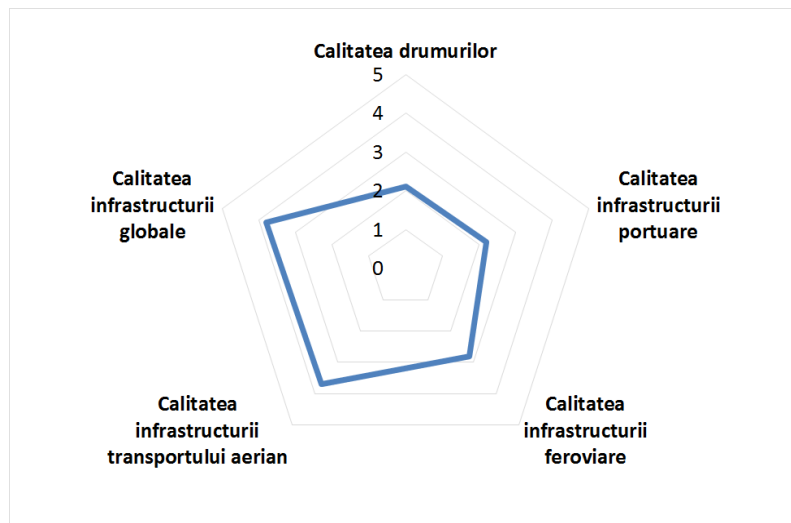 Calitatea drumurilor
5
4
3
2
1
0
Calitatea
infrastructurii
portuare
Calitatea
infrastructurii
feroviare
Calitatea
infrastructurii
transportului aerian
Calitatea
infrastructurii
globale